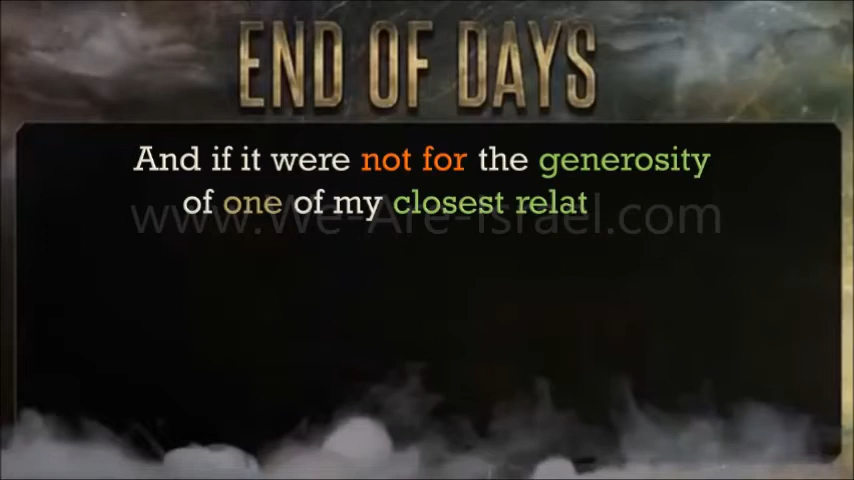 END OF DAYS
And if it were not for the generosity
of one of my closest relat
www.We-Are-Israel.com